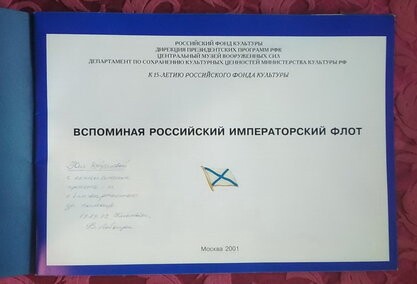 РОССИЙСКИЙ ФОНД КУЛЬТУРЫ
ДИРЕКЦИЯ ПРЕЗИДЕНТСКИХ ПРОГРАММ РФК
ЦЕНТРАЛЬНЫЙ МУЗЕЙ ВООРУЖЕННЫХ СИЛ
ДЕПАРТАМЕНТ ПО СОХРАНЕНИЮ КУЛЬТУРНЫХ ЦЕННОСТЕЙ МИНИСТЕРСТВА КУЛЬТУРЫ РФ
К 15-ЛЕТИЮ РОССИЙСКОГО ФОНДА КУЛЬТУРЫ
ВСПОМИНАЯ РОССИЙСКИЙ ИМПЕРАТОРСКИЙ ФЛОТ
Москва 2001